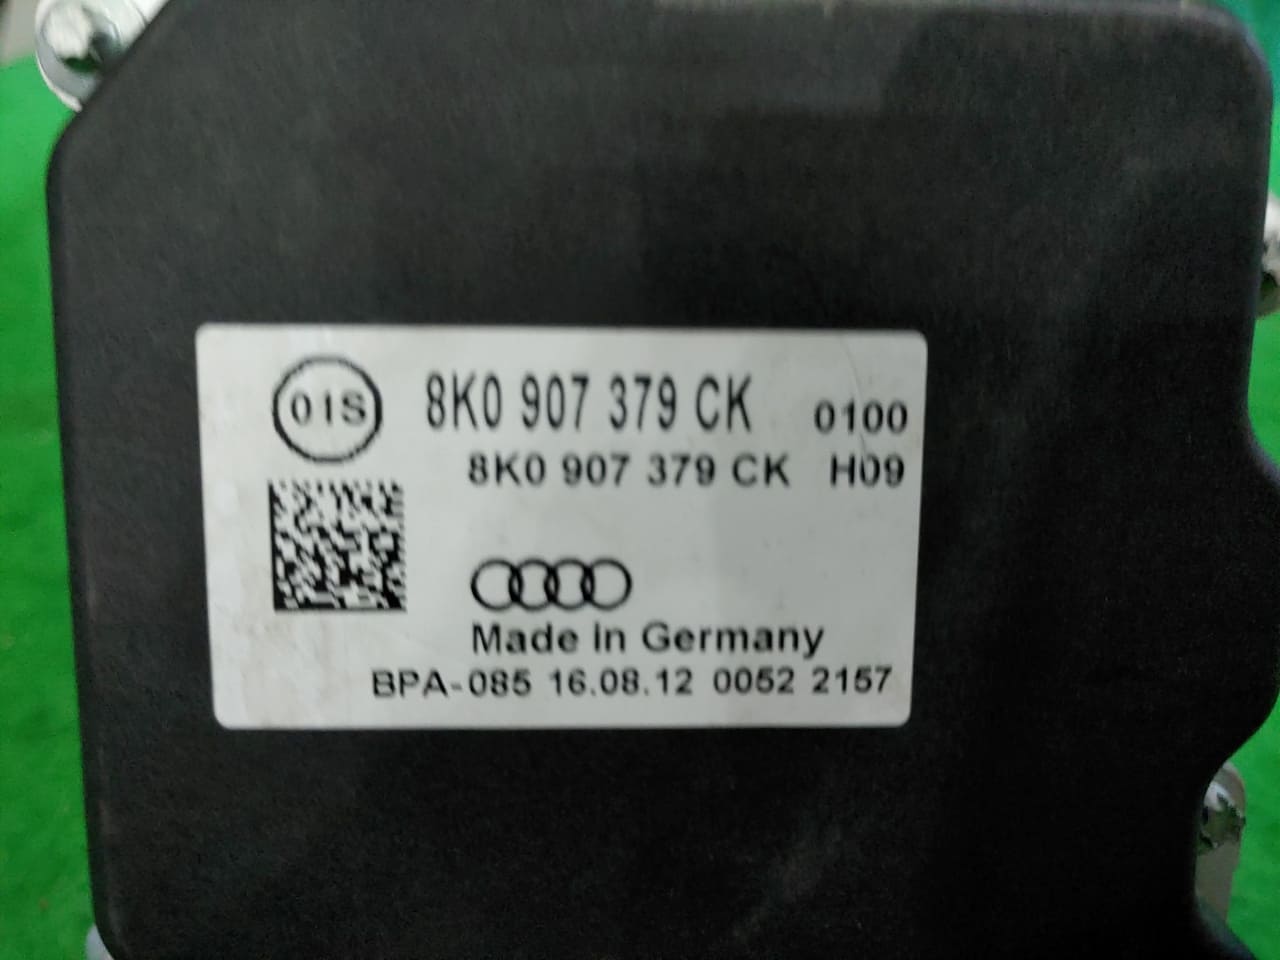 0IS
8K0 907 379 CK 0100
8K0 907 379 CK H09
Made in Germany
BPA-085 16.08.12 0052 2157